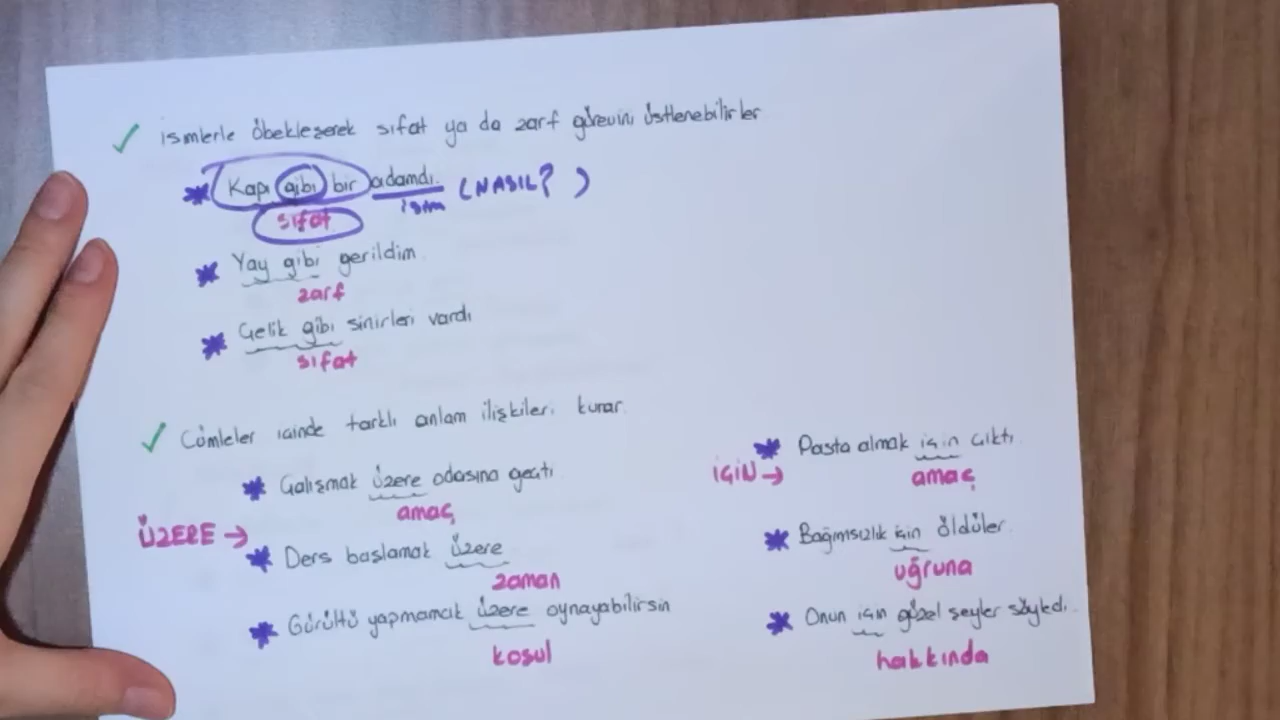 ismlerle öbekleşerek sıfat ya da zarf görevini üstlenebilirler
Kapı gibi bir adamdı. (NASIL? )
isim
sıfat
Yay gibi gerildim.
zarf
Çelik gibi sinirleri vardı
sıfat
Cümleler içinde farklı anlam ilişkileri kurar.
Çalışmak üzere odasına geçti.
amaç
ÜZERE →
Ders başlamak üzere
zaman
Gürültü yapmamak üzere oynayabilirsin
koşul
Pasta almak için çıktı.
İÇİN →
amaç
Bağımsızlık için öldüler.
uğruna
Onun için güzel şeyler söyledi.
hakkında